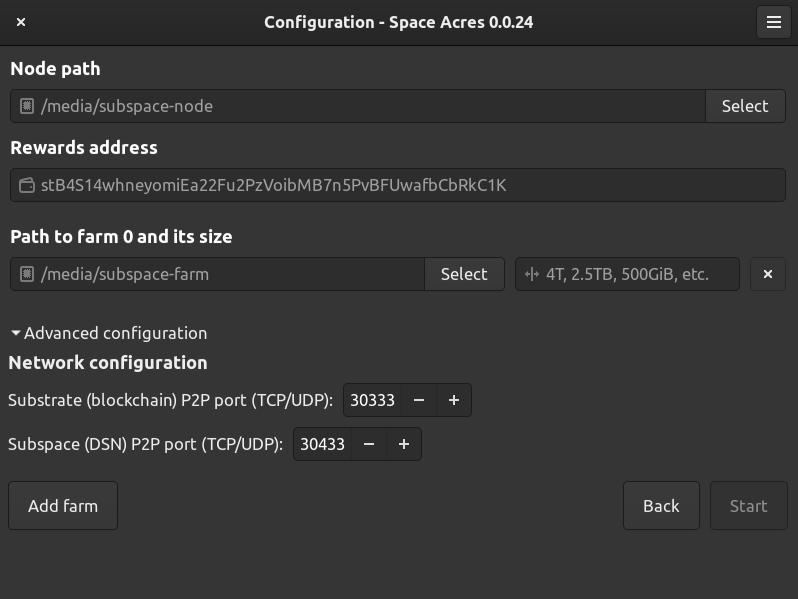 Configuration - Space Acres 0.0.24
Node path
/media/subspace-node
Select
Rewards address
stB4S14whneyomiEa22Fu2PzVoibMB7n5PvBFUwafbCbRkC1K
Path to farm 0 and its size
/media/subspace-farm
Select
4T, 2.5TB, 500GiB, etc.
Advanced configuration
Network configuration
Substrate (blockchain) P2P port (TCP/UDP): 30333 − +
Subspace (DSN) P2P port (TCP/UDP): 30433 − +
Add farm
Back
Start